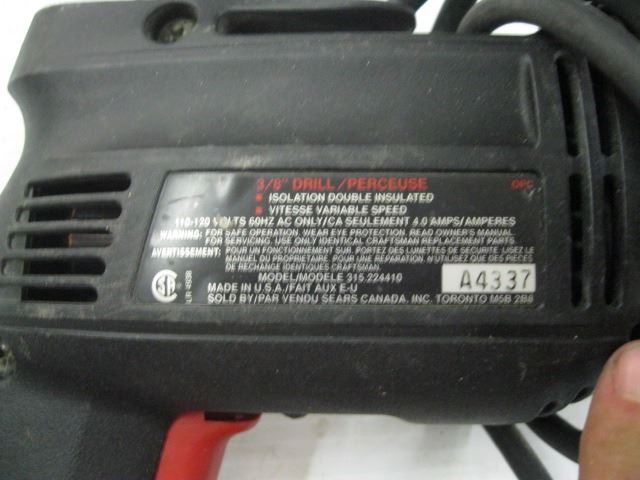 3/8" DRILL/PERCEUSE OPC
• ISOLATION DOUBLE INSULATED
• VITESSE VARIABLE SPEED
110-120 VOLTS 60HZ AC ONLY/CA SEULEMENT 4.0 AMPS/AMPERES
WARNING: FOR SAFE OPERATION, WEAR EYE PROTECTION. READ OWNER'S MANUAL
FOR SERVICE. USE ONLY IDENTICAL CRAFTSMAN REPLACEMENT PARTS.
AVERTISSEMENT: POUR UN FONCTIONNEMENT SUR, PORTEZ DES LUNETTES DE SECURITE LISEZ LE
MANUEL DU PROPRIETAIRE. POUR UNE REPARATION, N'UTILISEZ QUE DES PIECES
DE RECHANGE IDENTIQUES CRAFTSMAN.
MODEL/MODELE 315.224410
MADE IN U.S.A./FAIT AUX E-U
SOLD BY/PAR VENDU SEARS CANADA, INC. TORONTO M5B 2B8
A4337
SA